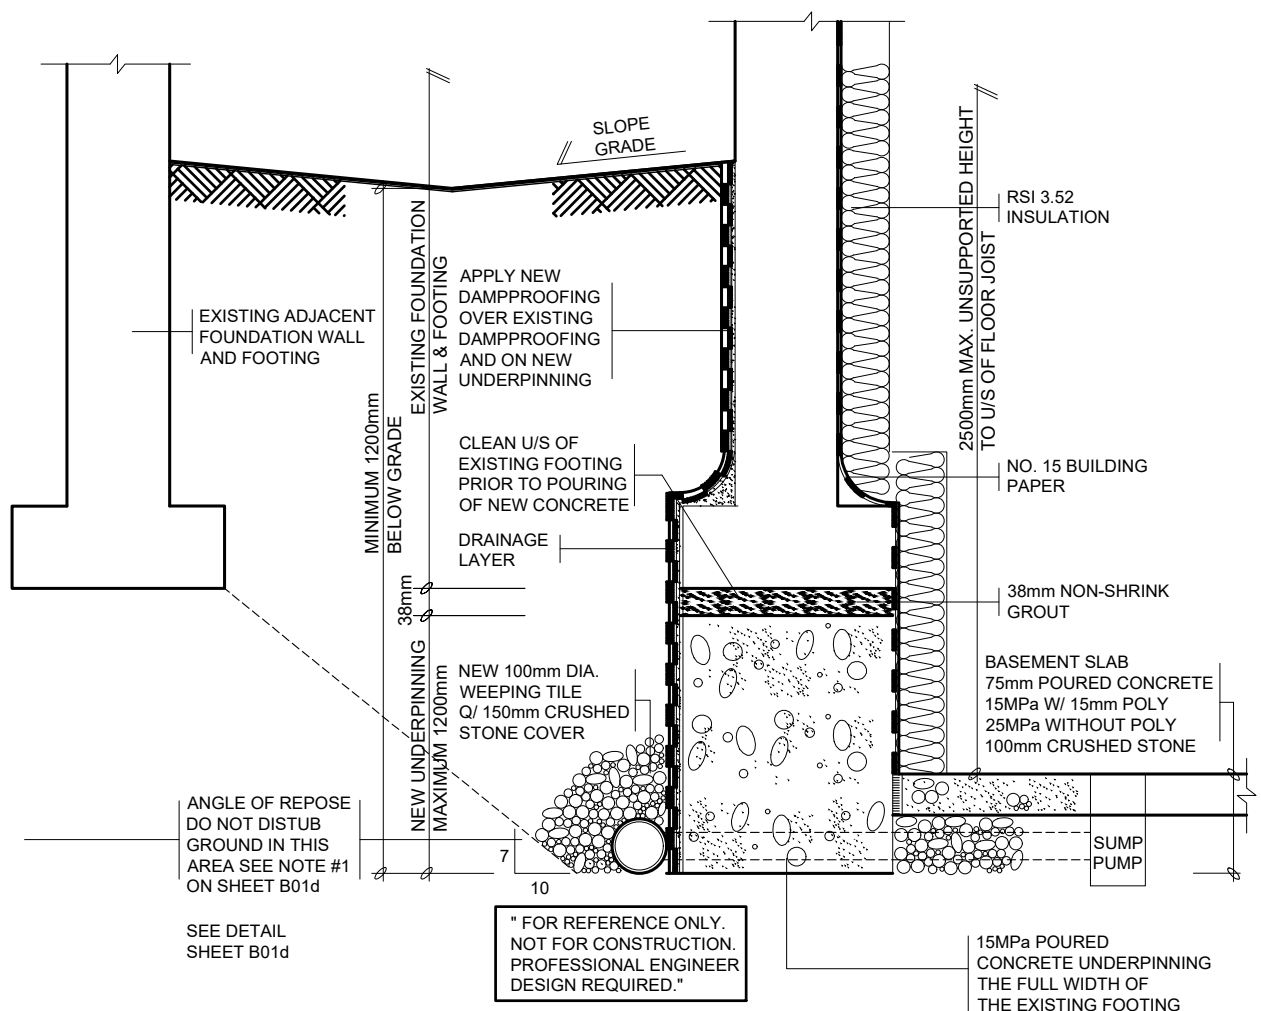 SLOPE
GRADE
RSI 3.52
INSULATION
2500mm MAX. UNSUPPORTED HEIGHT
TO U/S OF FLOOR JOIST
EXISTING ADJACENT
FOUNDATION WALL
AND FOOTING
EXISTING FOUNDATION
WALL & FOOTING
MINIMUM 1200mm
BELOW GRADE
APPLY NEW
DAMPPROOFING
OVER EXISTING
DAMPPROOFING
AND ON NEW
UNDERPINNING
CLEAN U/S OF
EXISTING FOOTING
PRIOR TO POURING
OF NEW CONCRETE
NO. 15 BUILDING
PAPER
DRAINAGE
LAYER
38mm
38mm NON-SHRINK
GROUT
NEW UNDERPINNING
MAXIMUM 1200mm
NEW 100mm DIA.
WEEPING TILE
Q/ 150mm CRUSHED
STONE COVER
BASEMENT SLAB
75mm POURED CONCRETE
15MPa W/ 15mm POLY
25MPa WITHOUT POLY
100mm CRUSHED STONE
ANGLE OF REPOSE
DO NOT DISTUB
GROUND IN THIS
AREA SEE NOTE #1
ON SHEET B01d
SEE DETAIL
SHEET B01d
7
10
SUMP
PUMP
" FOR REFERENCE ONLY.
NOT FOR CONSTRUCTION.
PROFESSIONAL ENGINEER
DESIGN REQUIRED."
15MPa POURED
CONCRETE UNDERPINNING
THE FULL WIDTH OF
THE EXISTING FOOTING